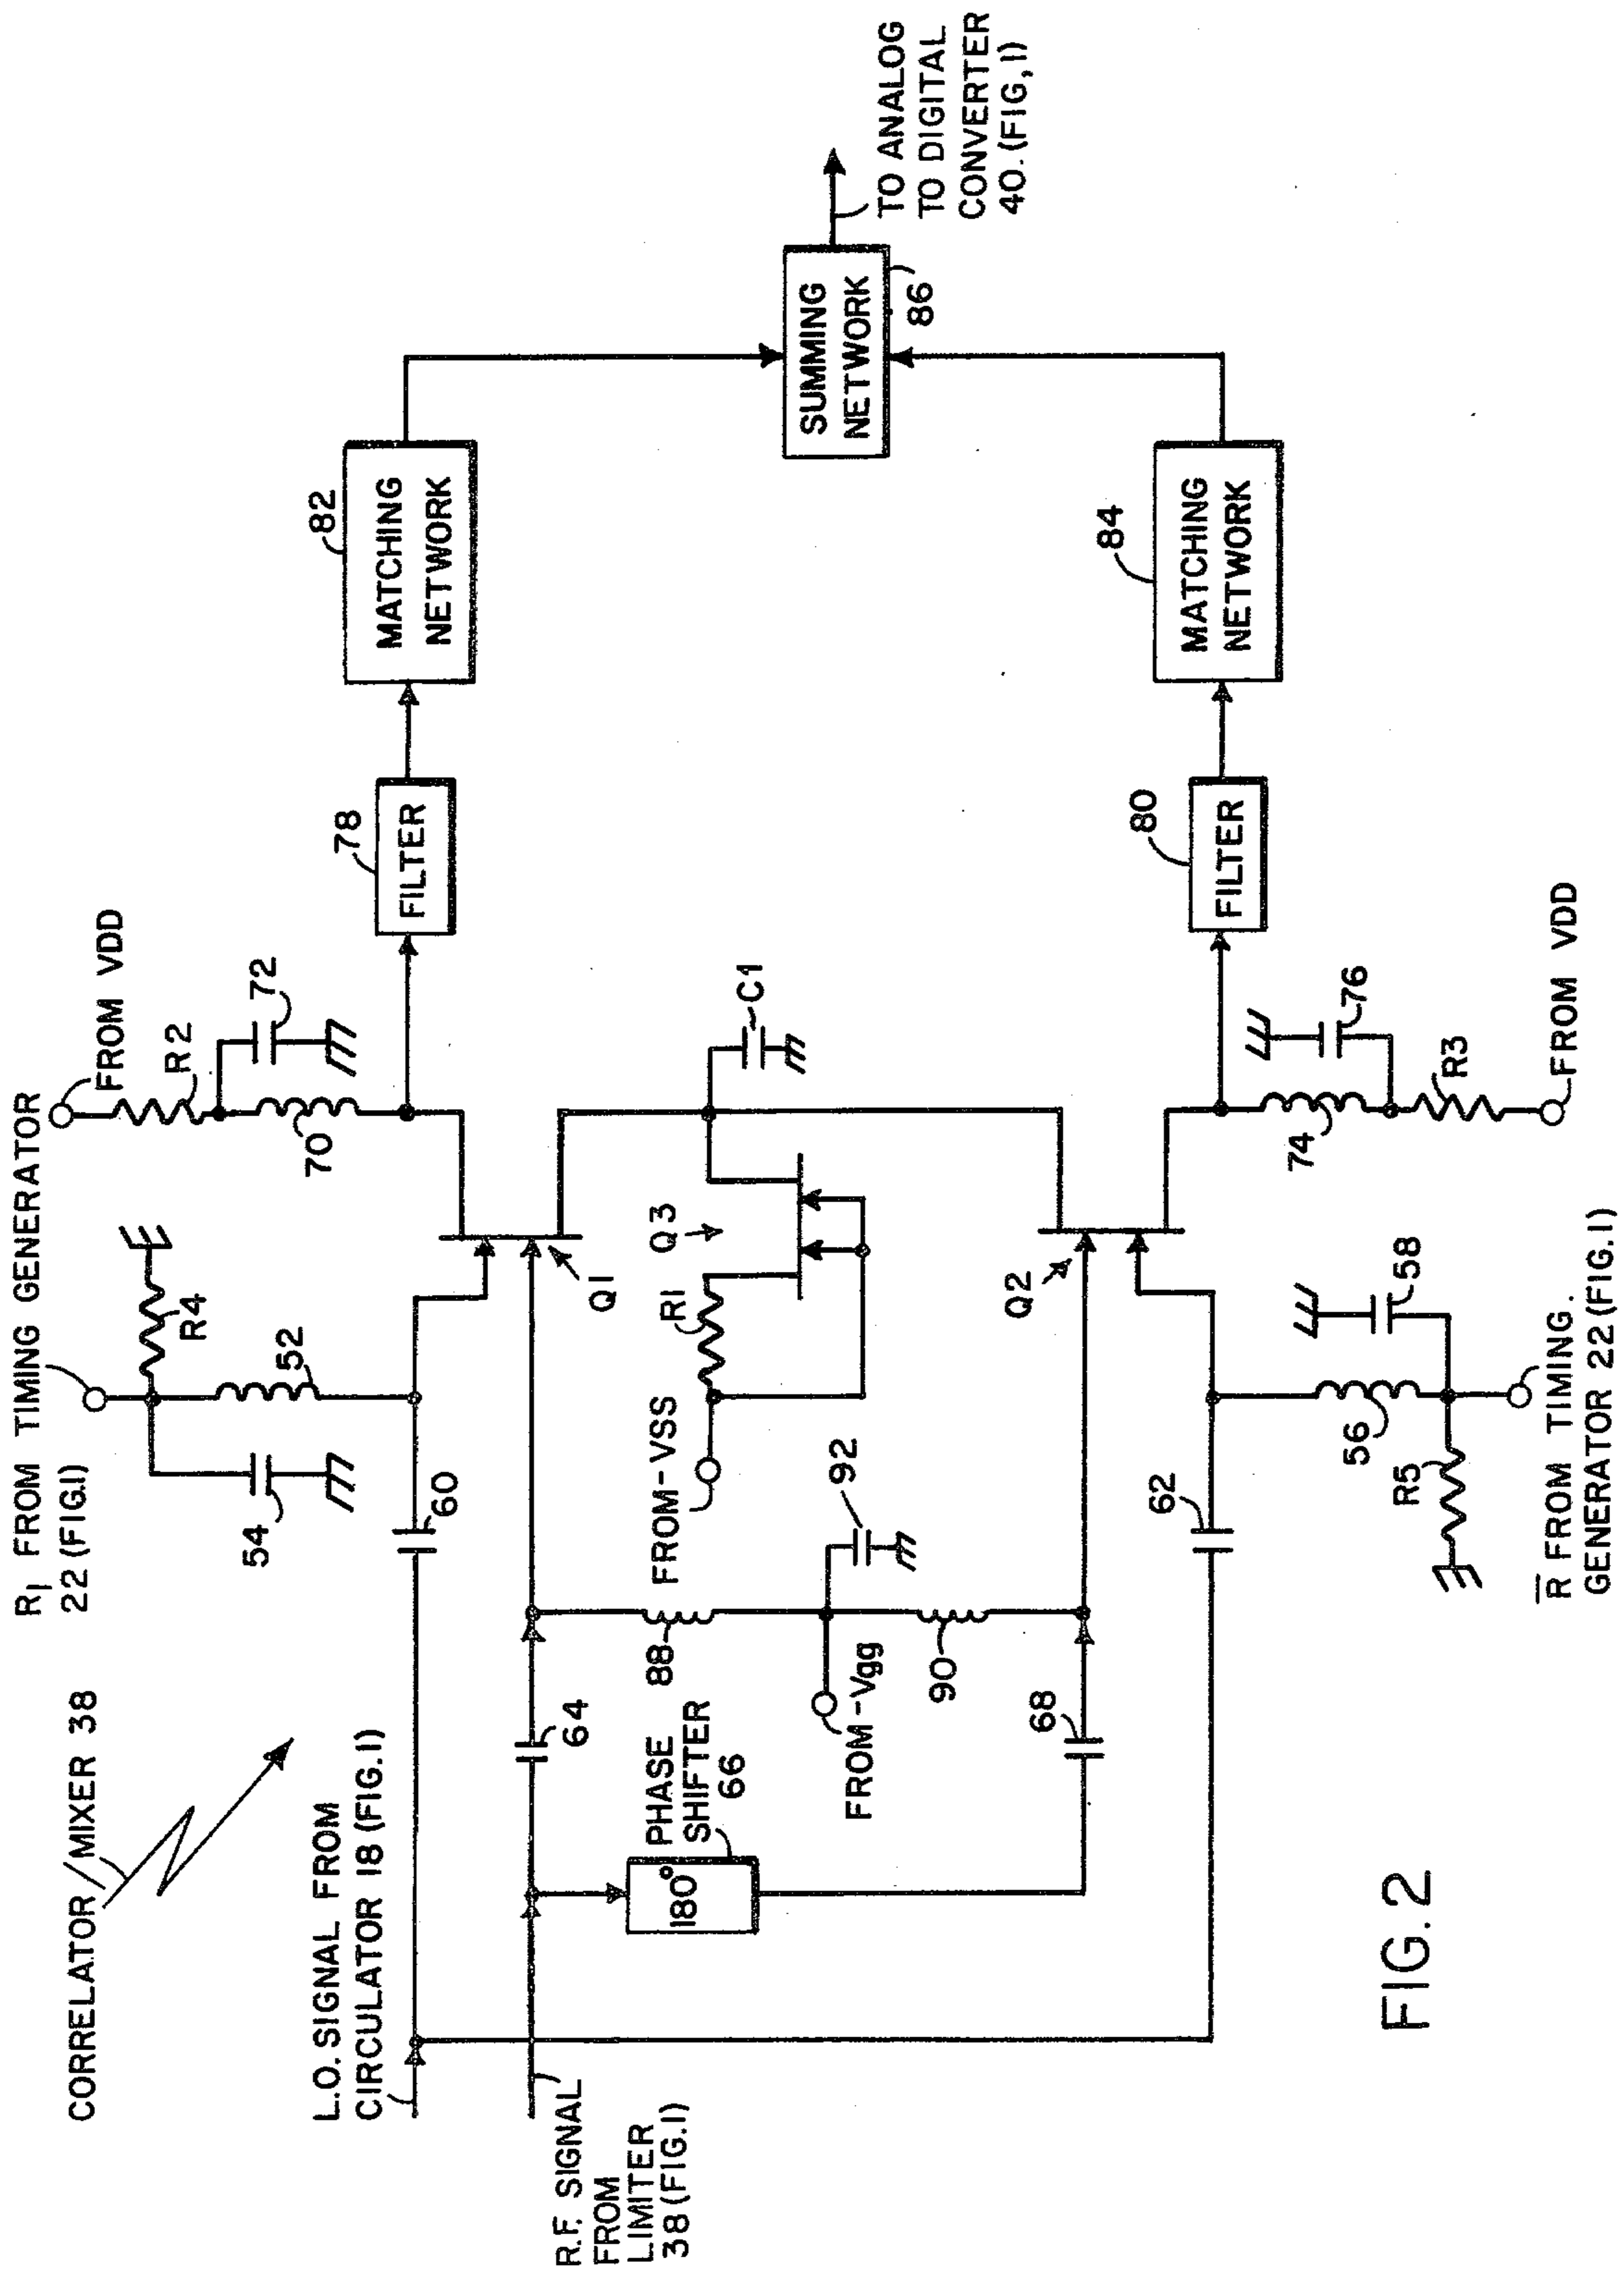 CORRELATOR/MIXER 38
R1 FROM TIMING GENERATOR
22 (FIG.1)
FROM VDD
R4
R2
72
54
52
70
78
FILTER
82
MATCHING
NETWORK
L.O. SIGNAL FROM
CIRCULATOR 18 (FIG.1)
60
Q1
R.F. SIGNAL
FROM
LIMITER
38 (FIG.1)
64
180°
PHASE
SHIFTER
66
88
FROM-VSS
R1
Q3
C1
SUMMING
NETWORK
86
TO ANALOG
TO DIGITAL
CONVERTER
40. (FIG,1)
FROM-Vgg
92
90
68
Q2
62
80
FILTER
84
MATCHING
NETWORK
56
58
R5
74
76
R3
FROM VDD
R̅ FROM TIMING.
GENERATOR 22 (FIG.1)
FIG. 2